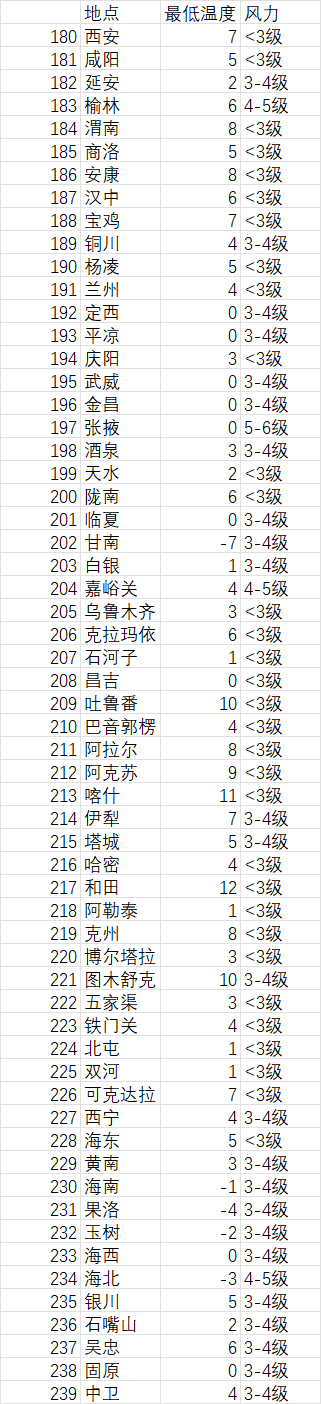 地点 最低温度 风力
180 西安 7 <3级
181 咸阳 5 <3级
182 延安 2 3-4级
183 榆林 6 4-5级
184 渭南 8 <3级
185 商洛 5 <3级
186 安康 8 <3级
187 汉中 6 <3级
188 宝鸡 7 <3级
189 铜川 4 3-4级
190 杨凌 5 <3级
191 兰州 4 <3级
192 定西 0 3-4级
193 平凉 0 3-4级
194 庆阳 3 <3级
195 武威 0 3-4级
196 金昌 0 3-4级
197 张掖 0 5-6级
198 酒泉 3 3-4级
199 天水 2 <3级
200 陇南 6 <3级
201 临夏 0 3-4级
202 甘南 -7 3-4级
203 白银 1 3-4级
204 嘉峪关 4 4-5级
205 乌鲁木齐 3 <3级
206 克拉玛依 6 <3级
207 石河子 1 <3级
208 昌吉 0 <3级
209 吐鲁番 10 <3级
210 巴音郭楞 4 <3级
211 阿拉尔 8 <3级
212 阿克苏 9 <3级
213 喀什 11 <3级
214 伊犁 7 3-4级
215 塔城 5 3-4级
216 哈密 4 <3级
217 和田 12 <3级
218 阿勒泰 1 <3级
219 克州 8 <3级
220 博尔塔拉 3 <3级
221 图木舒克 10 3-4级
222 五家渠 3 <3级
223 铁门关 4 <3级
224 北屯 1 <3级
225 双河 1 <3级
226 可克达拉 7 <3级
227 西宁 4 3-4级
228 海东 5 <3级
229 黄南 3 3-4级
230 海南 -1 3-4级
231 果洛 -4 3-4级
232 玉树 -2 3-4级
233 海西 0 3-4级
234 海北 -3 4-5级
235 银川 5 3-4级
236 石嘴山 2 3-4级
237 吴忠 6 3-4级
238 固原 0 3-4级
239 中卫 4 3-4级